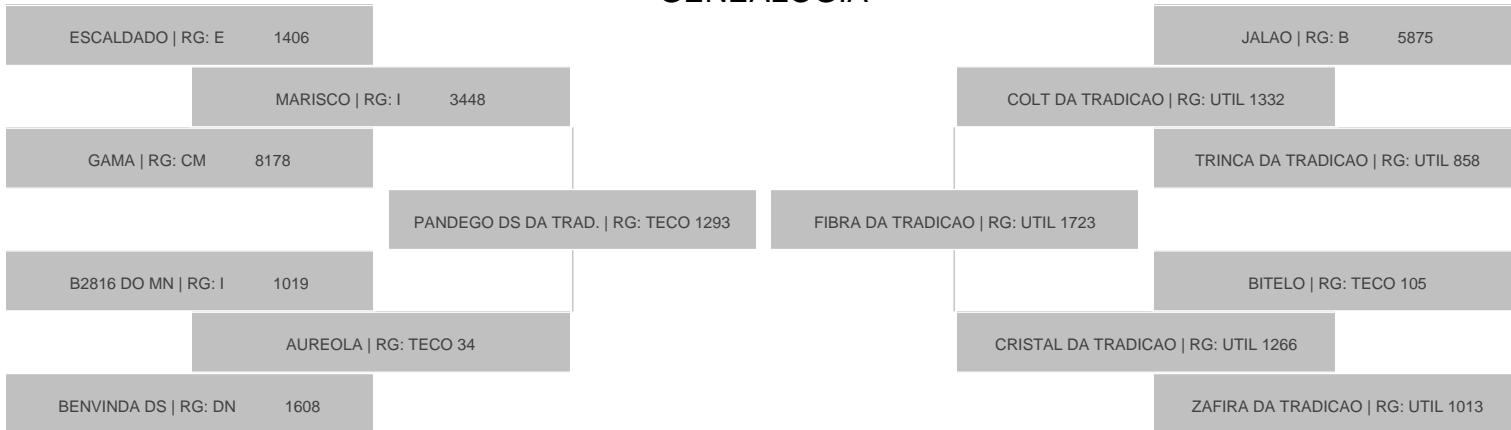 GENEALOGIA
ESCALDADO | RG: E 1406
JALAO | RG: B 5875
MARISCO | RG: I 3448
COLT DA TRADICAO | RG: UTIL 1332
GAMA | RG: CM 8178
TRINCA DA TRADICAO | RG: UTIL 858
PANDEGO DS DA TRAD. | RG: TECO 1293
FIBRA DA TRADICAO | RG: UTIL 1723
B2816 DO MN | RG: I 1019
BITELO | RG: TECO 105
AUREOLA | RG: TECO 34
CRISTAL DA TRADICAO | RG: UTIL 1266
BENVINDA DS | RG: DN 1608
ZAFIRA DA TRADICAO | RG: UTIL 1013